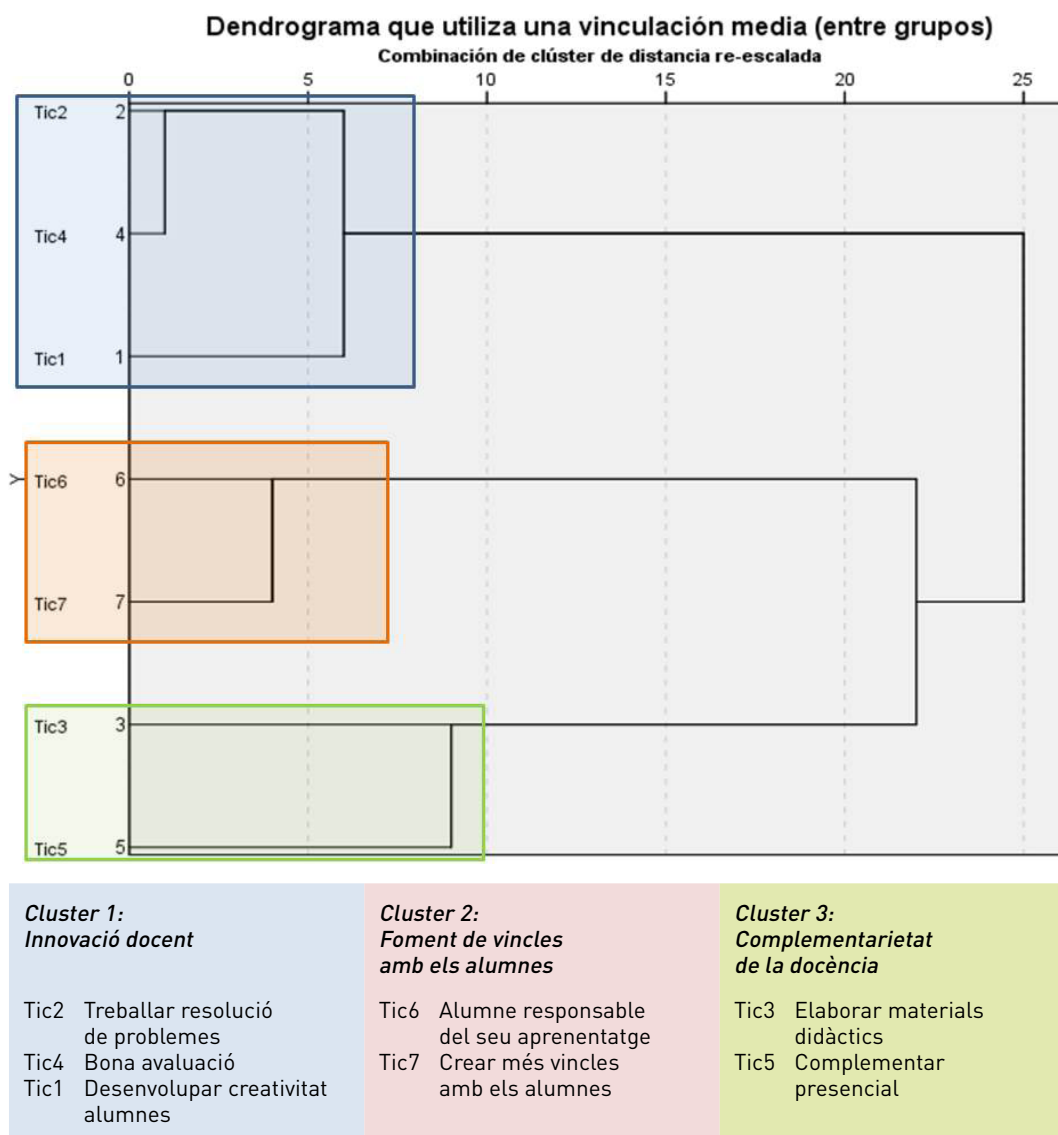 Dendrograma que utiliza una vinculación media (entre grupos)
Combinación de clúster de distancia re-escalada
0 5 10 15 20 25
Tic2 2
Tic4 4
Tic1 1
Y
Tic6 6
Tic7 7
Tic3 3
Tic5 5
Cluster 1:
Innovació docent
Tic2 Treballar resolució
de problemes
Tic4 Bona avaluació
Tic1 Desenvolupar creativitat
alumnes
Cluster 2:
Foment de vincles
amb els alumnes
Tic6 Alumne responsable
del seu aprenentatge
Tic7 Crear més vincles
amb els alumnes
Cluster 3:
Complementarietat
de la docència
Tic3 Elaborar materials
didàctics
Tic5 Complementar
presencial